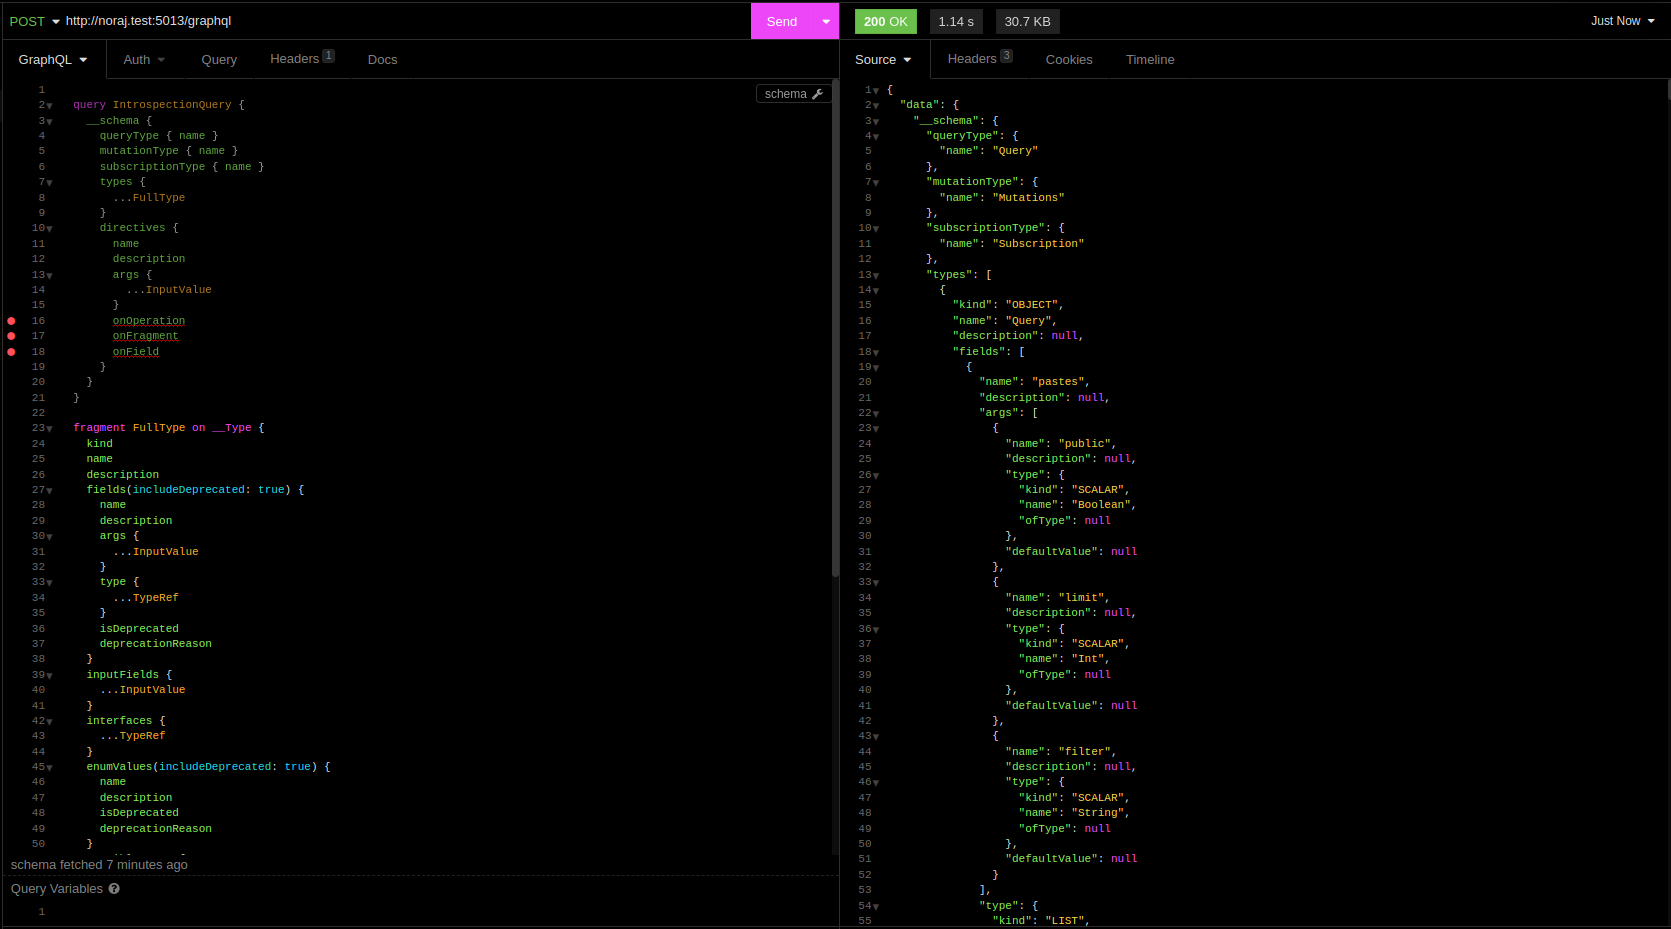 POST http://noraj.test:5013/graphql Send
200 OK 1.14 s 30.7 KB Just Now
GraphQL Auth Query Headers 1 Docs
Source Headers 3 Cookies Timeline
schema
1
2 query IntrospectionQuery {
3 __schema {
4 queryType { name }
5 mutationType { name }
6 subscriptionType { name }
7 types {
8 ...FullType
9 }
10 directives {
11 name
12 description
13 args {
14 ...InputValue
15 }
16 onOperation
17 onFragment
18 onField
19 }
20 }
21 }
22
23 fragment FullType on __Type {
24 kind
25 name
26 description
27 fields(includeDeprecated: true) {
28 name
29 description
30 args {
31 ...InputValue
32 }
33 type {
34 ...TypeRef
35 }
36 isDeprecated
37 deprecationReason
38 }
39 inputFields {
40 ...InputValue
41 }
42 interfaces {
43 ...TypeRef
44 }
45 enumValues(includeDeprecated: true) {
46 name
47 description
48 isDeprecated
49 deprecationReason
50 }
schema fetched 7 minutes ago
Query Variables ?
1
1 {
2 "data": {
3 "__schema": {
4 "queryType": {
5 "name": "Query"
6 },
7 "mutationType": {
8 "name": "Mutations"
9 },
10 "subscriptionType": {
11 "name": "Subscription"
12 },
13 "types": [
14 {
15 "kind": "OBJECT",
16 "name": "Query",
17 "description": null,
18 "fields": [
19 {
20 "name": "pastes",
21 "description": null,
22 "args": [
23 {
24 "name": "public",
25 "description": null,
26 "type": {
27 "kind": "SCALAR",
28 "name": "Boolean",
29 "ofType": null
30 },
31 "defaultValue": null
32 },
33 {
34 "name": "limit",
35 "description": null,
36 "type": {
37 "kind": "SCALAR",
38 "name": "Int",
39 "ofType": null
40 },
41 "defaultValue": null
42 },
43 {
44 "name": "filter",
45 "description": null,
46 "type": {
47 "kind": "SCALAR",
48 "name": "String",
49 "ofType": null
50 },
51 "defaultValue": null
52 }
53 ],
54 "type": {
55 "kind": "LIST",